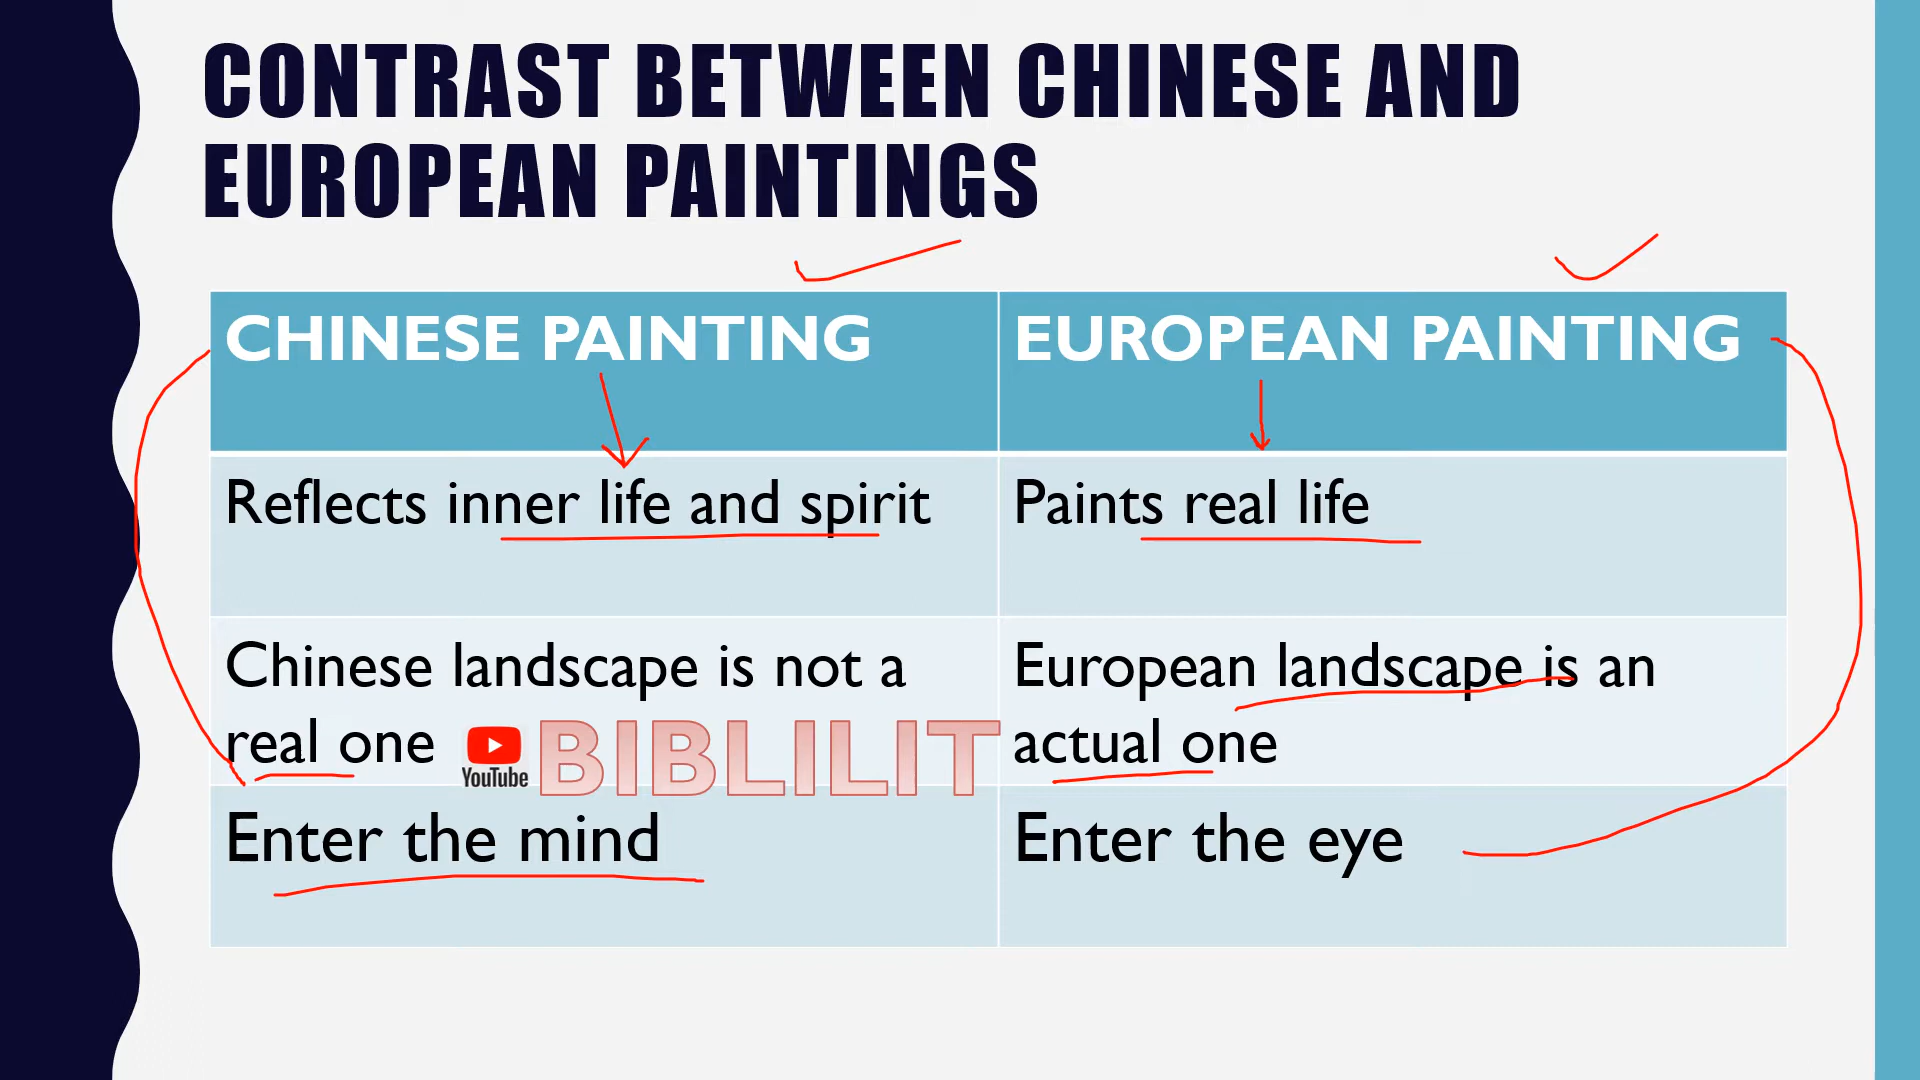 CONTRAST BETWEEN CHINESE AND
EUROPEAN PAINTINGS
CHINESE PAINTING
EUROPEAN PAINTING
Reflects inner life and spirit
Paints real life
Chinese landscape is not a
real one
European landscape is an
actual one
YouTube
BIBLILIT
Enter the mind
Enter the eye